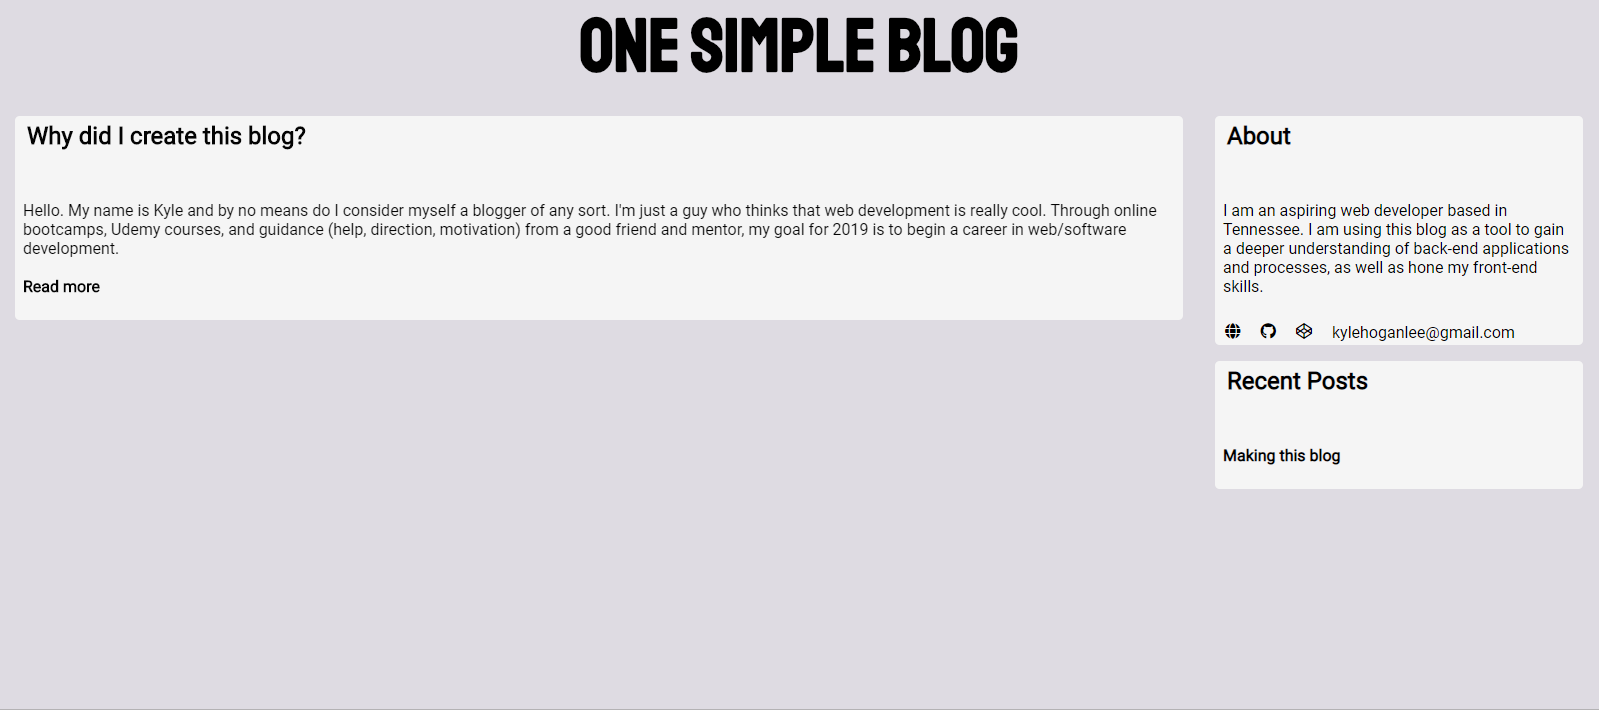 ONE SIMPLE BLOG
Why did I create this blog?
Hello. My name is Kyle and by no means do I consider myself a blogger of any sort. I'm just a guy who thinks that web development is really cool. Through online
bootcamps, Udemy courses, and guidance (help, direction, motivation) from a good friend and mentor, my goal for 2019 is to begin a career in web/software
development.
Read more
About
I am an aspiring web developer based in
Tennessee. I am using this blog as a tool to gain
a deeper understanding of back-end applications
and processes, as well as hone my front-end
skills.
kylehoganlee@gmail.com
Recent Posts
Making this blog